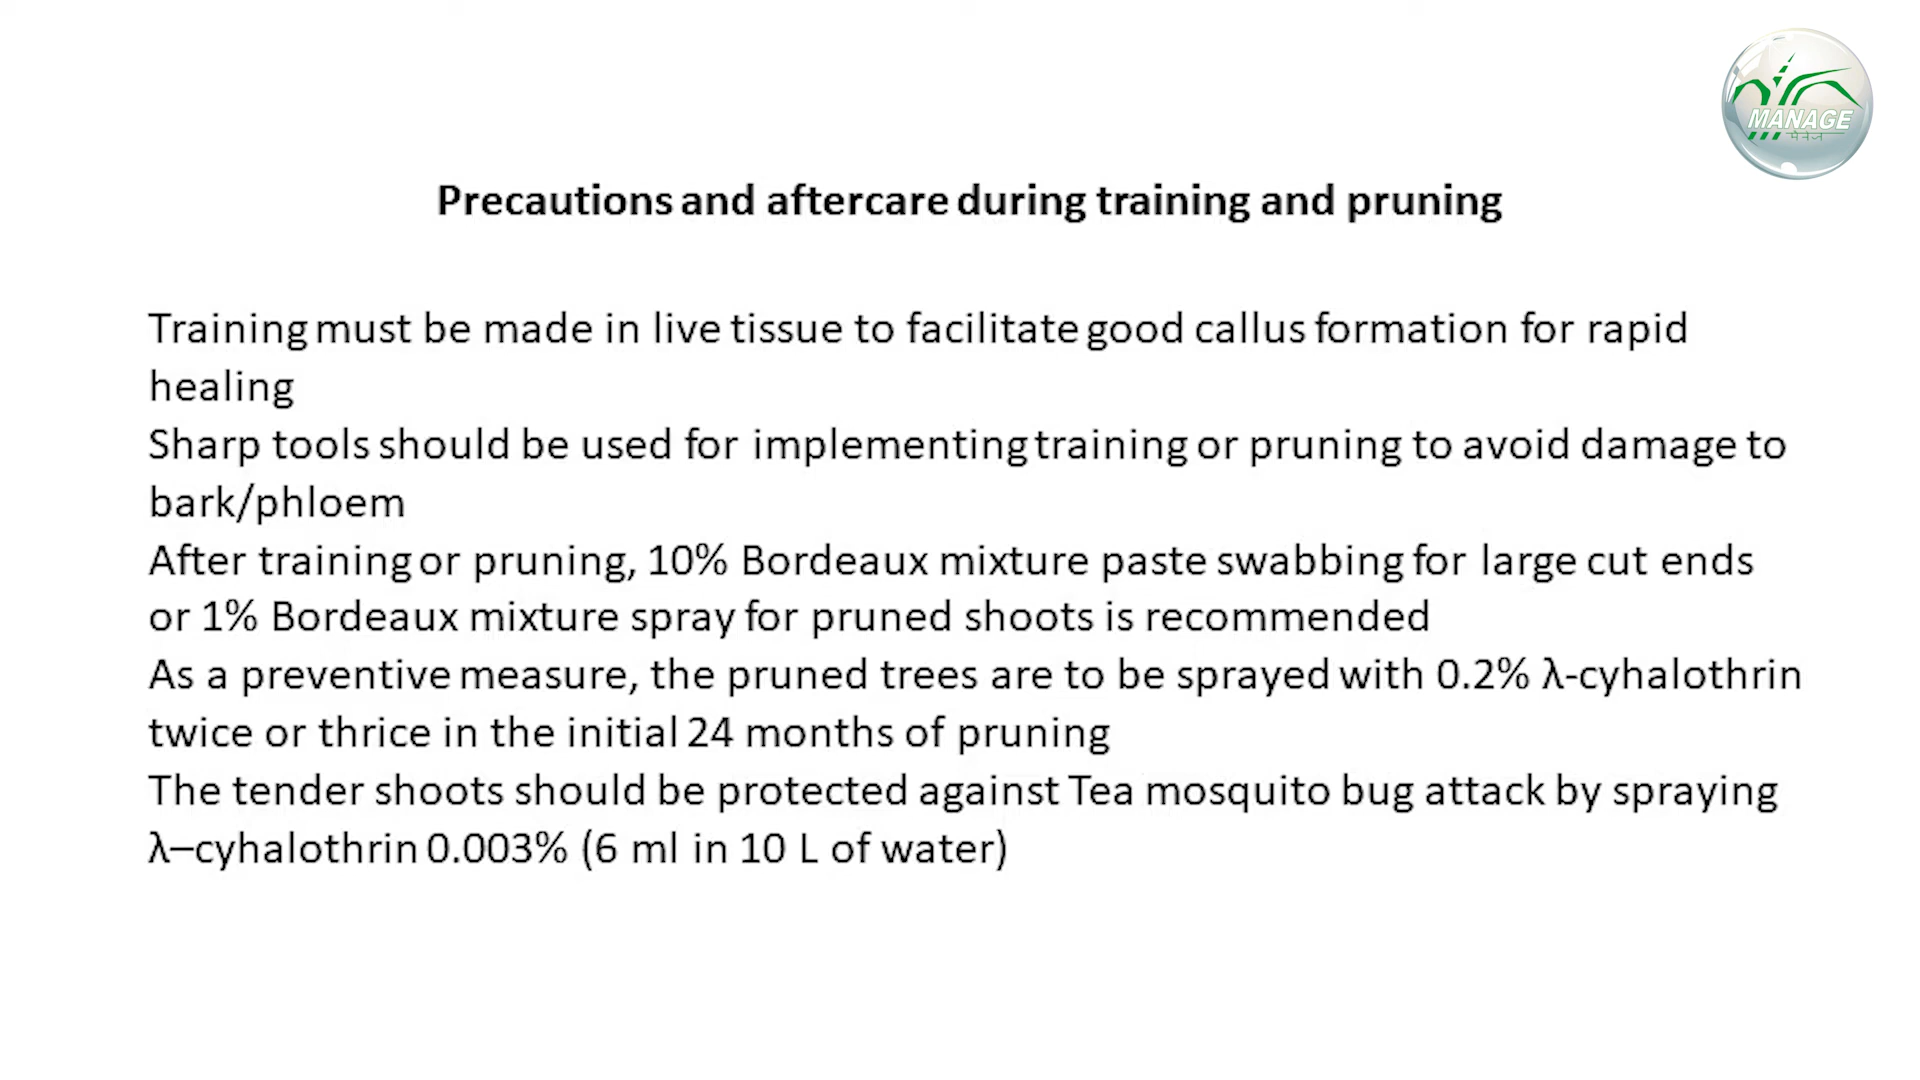 MANAGE
मैनेज
Precautions and aftercare during training and pruning
Training must be made in live tissue to facilitate good callus formation for rapid
healing
Sharp tools should be used for implementing training or pruning to avoid damage to
bark/phloem
After training or pruning, 10% Bordeaux mixture paste swabbing for large cut ends
or 1% Bordeaux mixture spray for pruned shoots is recommended
As a preventive measure, the pruned trees are to be sprayed with 0.2% λ-cyhalothrin
twice or thrice in the initial 24 months of pruning
The tender shoots should be protected against Tea mosquito bug attack by spraying
λ–cyhalothrin 0.003% (6 ml in 10 L of water)